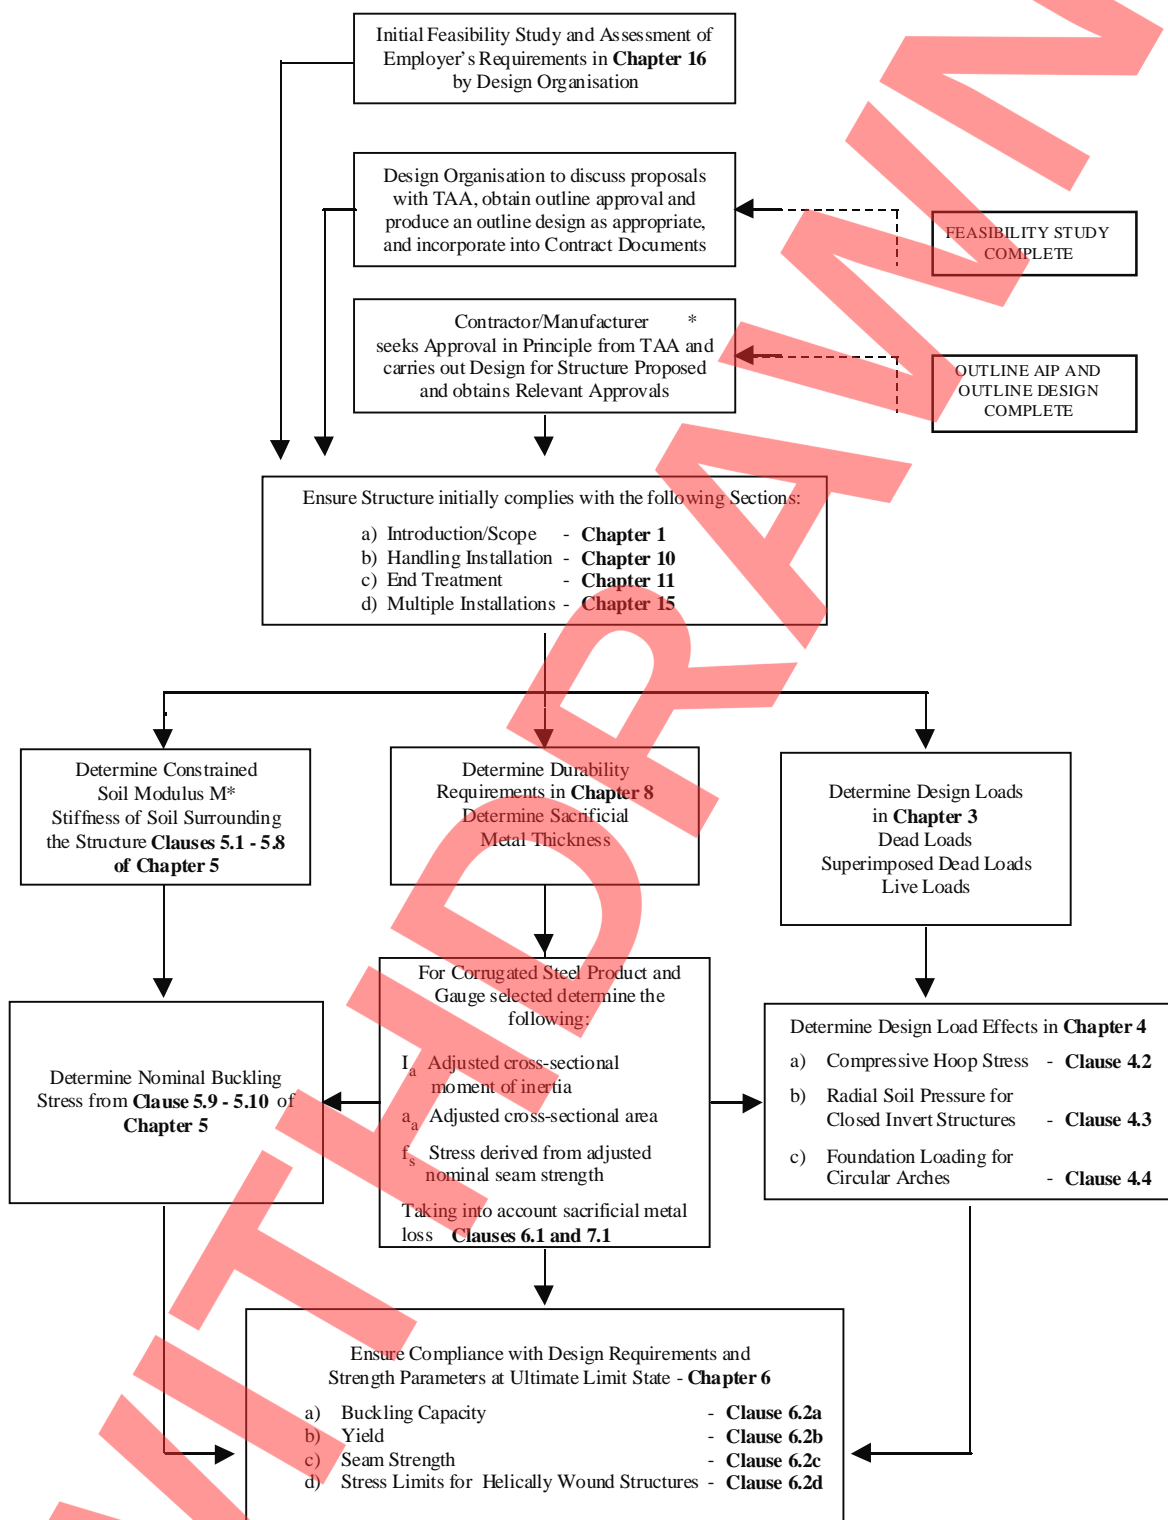 Initial Feasibility Study and Assessment of
Employer's Requirements in Chapter 16
by Design Organisation
Design Organisation to discuss proposals
with TAA, obtain outline approval and
produce an outline design as appropriate,
and incorporate into Contract Documents
FEASIBILITY STUDY
COMPLETE
Contractor/Manufacturer *
seeks Approval in Principle from TAA and
carries out Design for Structure Proposed
and obtains Relevant Approvals
OUTLINE AIP AND
OUTLINE DESIGN
COMPLETE
Ensure Structure initially complies with the following Sections:
a) Introduction/Scope - Chapter 1
b) Handling Installation - Chapter 10
c) End Treatment - Chapter 11
d) Multiple Installations - Chapter 15
Determine Constrained
Soil Modulus M*
Stiffness of Soil Surrounding
the Structure Clauses 5.1 - 5.8
of Chapter 5
Determine Durability
Requirements in Chapter 8
Determine Sacrificial
Metal Thickness
Determine Design Loads
in Chapter 3
Dead Loads
Superimposed Dead Loads
Live Loads
Determine Nominal Buckling
Stress from Clause 5.9 - 5.10 of
Chapter 5
For Corrugated Steel Product and
Gauge selected determine the
following:
Ia Adjusted cross-sectional
moment of inertia
aa Adjusted cross-sectional area
fs Stress derived from adjusted
nominal seam strength
Taking into account sacrificial metal
loss Clauses 6.1 and 7.1
Determine Design Load Effects in Chapter 4
a) Compressive Hoop Stress - Clause 4.2
b) Radial Soil Pressure for
Closed Invert Structures - Clause 4.3
c) Foundation Loading for
Circular Arches - Clause 4.4
Ensure Compliance with Design Requirements and
Strength Parameters at Ultimate Limit State - Chapter 6
a) Buckling Capacity - Clause 6.2a
b) Yield - Clause 6.2b
c) Seam Strength - Clause 6.2c
d) Stress Limits for Helically Wound Structures - Clause 6.2d
WITHDRAWN